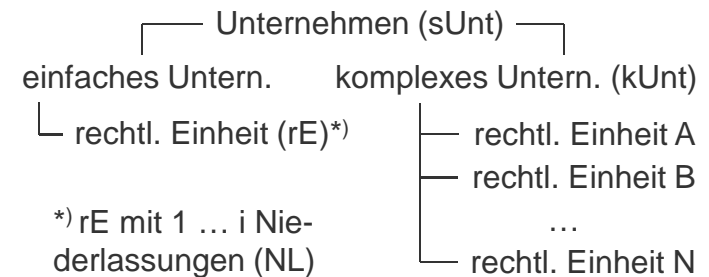 Unternehmen (sUnt)
einfaches Untern. komplexes Untern. (kUnt)
rechtl. Einheit (rE)*) rechtl. Einheit A
rechtl. Einheit B
*) rE mit 1 … i Nie- …
derlassungen (NL) rechtl. Einheit N